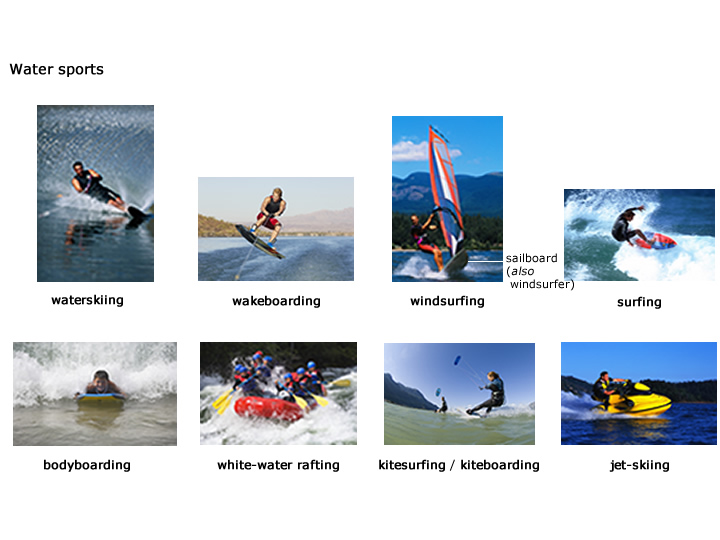 Water sports
sailboard
(also
windsurfer)
waterskiing
wakeboarding
windsurfing
surfing
bodyboarding
white-water rafting
kitesurfing / kiteboarding
jet-skiing